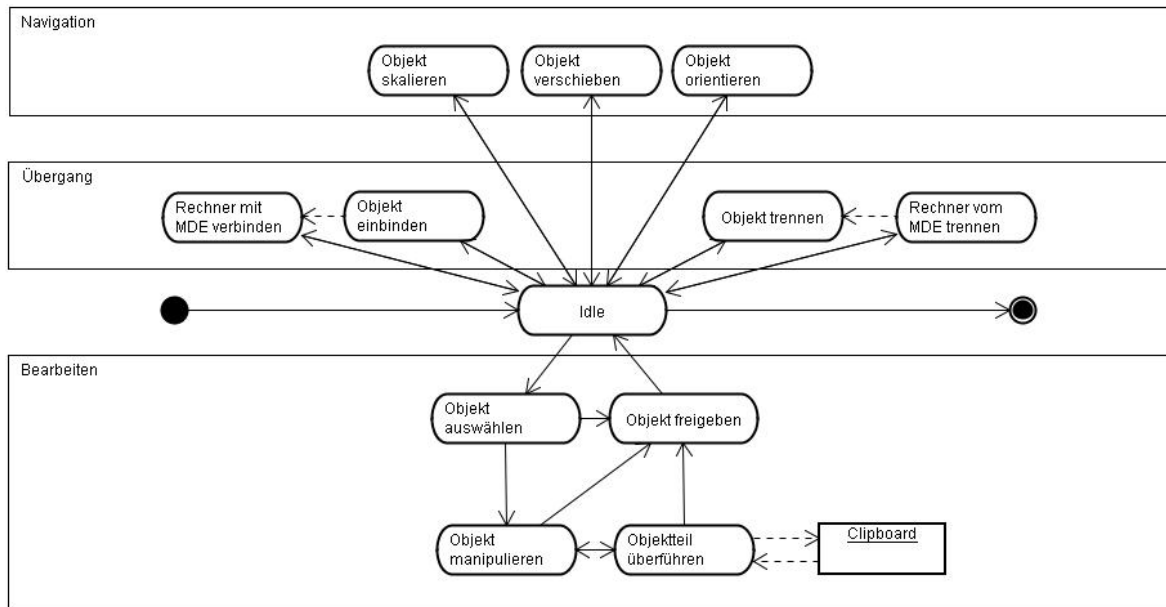 Navigation
Objekt
skalieren
Objekt
verschieben
Objekt
orientieren
Übergang
Rechner mit
MDE verbinden
Objekt
einbinden
Objekt trennen
Rechner vom
MDE trennen
Idle
Bearbeiten
Objekt
auswählen
Objekt freigeben
Objekt
manipulieren
Objektteil
überführen
Clipboard